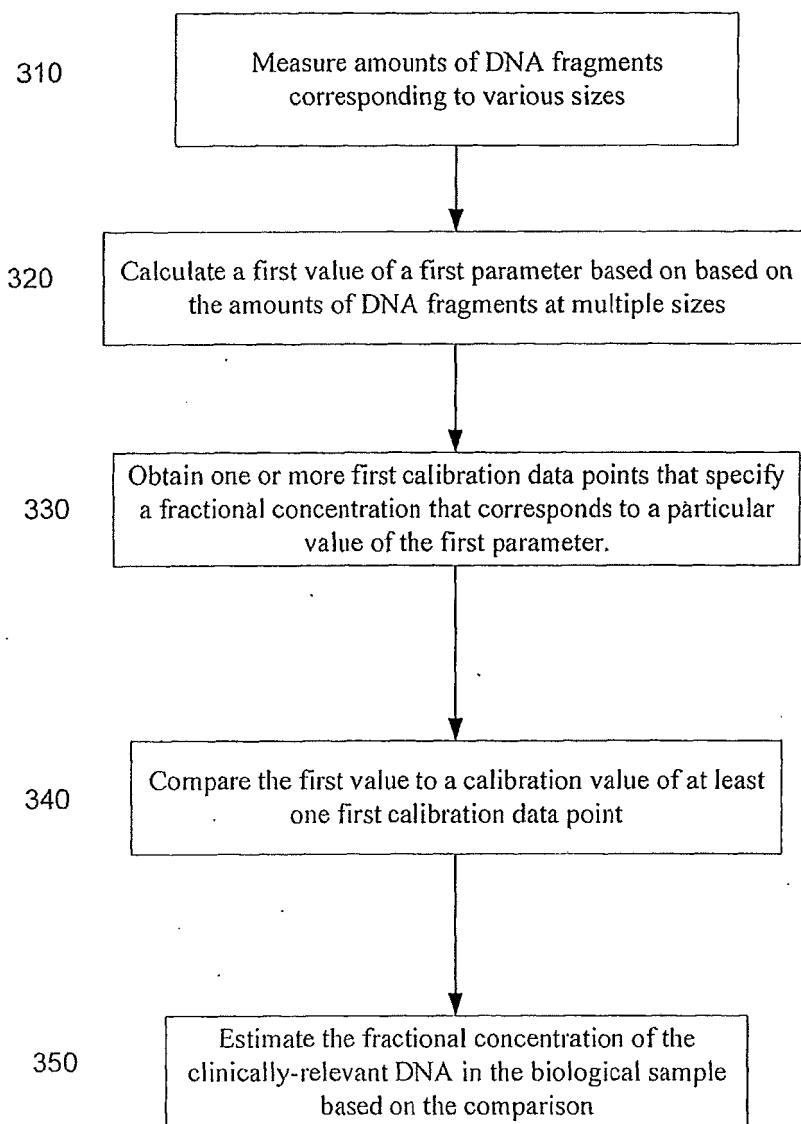 310
Measure amounts of DNA fragments
corresponding to various sizes
320
Calculate a first value of a first parameter based on based on
the amounts of DNA fragments at multiple sizes
330
Obtain one or more first calibration data points that specify
a fractional concentration that corresponds to a particular
value of the first parameter.
340
Compare the first value to a calibration value of at least
one first calibration data point
350
Estimate the fractional concentration of the
clinically-relevant DNA in the biological sample
based on the comparison